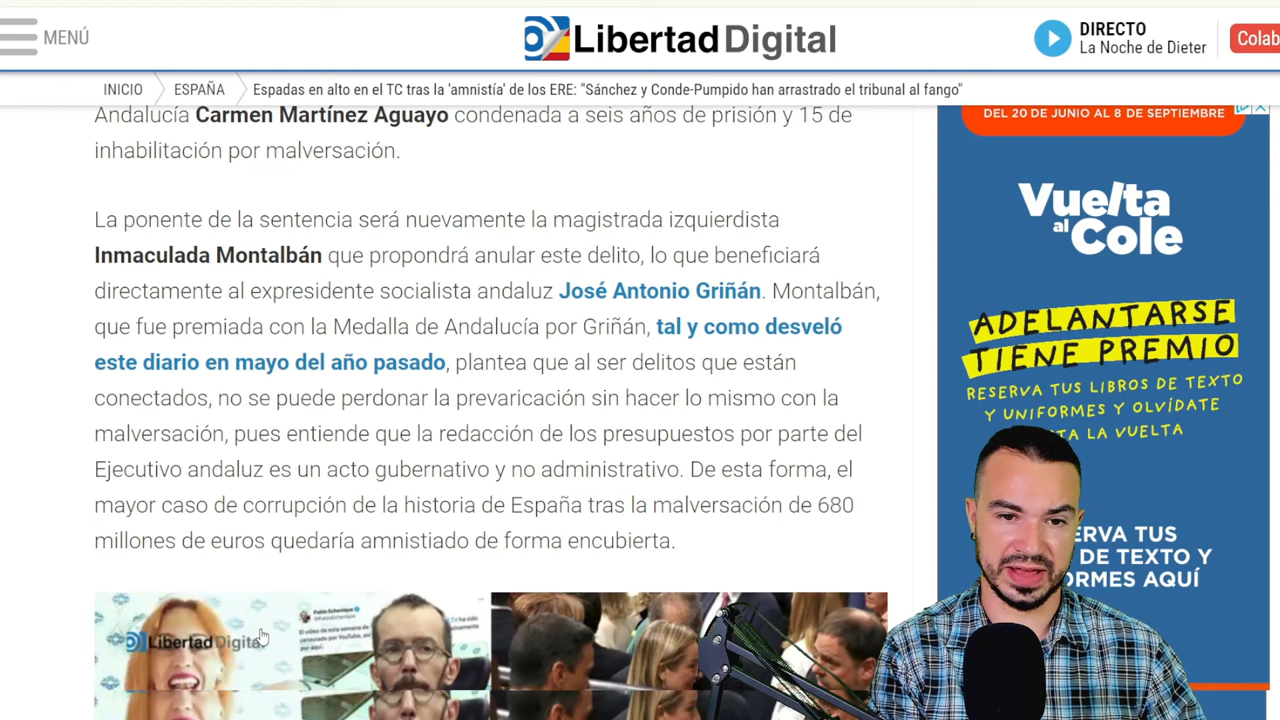 MENÚ
Libertad Digital
DIRECTO
La Noche de Dieter
Colab
INICIO
ESPAÑA
Espadas en alto en el TC tras la 'amnistía' de los ERE: "Sánchez y Conde-Pumpido han arrastrado el tribunal al fango"
Andalucía Carmen Martínez Aguayo condenada a seis años de prisión y 15 de
inhabilitación por malversación.
La ponente de la sentencia será nuevamente la magistrada izquierdista
Inmaculada Montalbán que propondrá anular este delito, lo que beneficiará
directamente al expresidente socialista andaluz José Antonio Griñán. Montalbán,
que fue premiada con la Medalla de Andalucía por Griñán, tal y como desveló
este diario en mayo del año pasado, plantea que al ser delitos que están
conectados, no se puede perdonar la prevaricación sin hacer lo mismo con la
malversación, pues entiende que la redacción de los presupuestos por parte del
Ejecutivo andaluz es un acto gubernativo y no administrativo. De esta forma, el
mayor caso de corrupción de la historia de España tras la malversación de 680
millones de euros quedaría amnistiado de forma encubierta.
Libertad Digital
Pablo Echenique
DEL 20 DE JUNIO AL 8 DE SEPTIEMBRE
Vuelta
al
Cole
ADELANTARSE
TIENE PREMIO
RESERVA TUS LIBROS DE TEXTO
Y UNIFORMES Y OLVÍDATE
LA VUELTA
ERVA TUS
DE TEXTO Y
ORMES AQUÍ